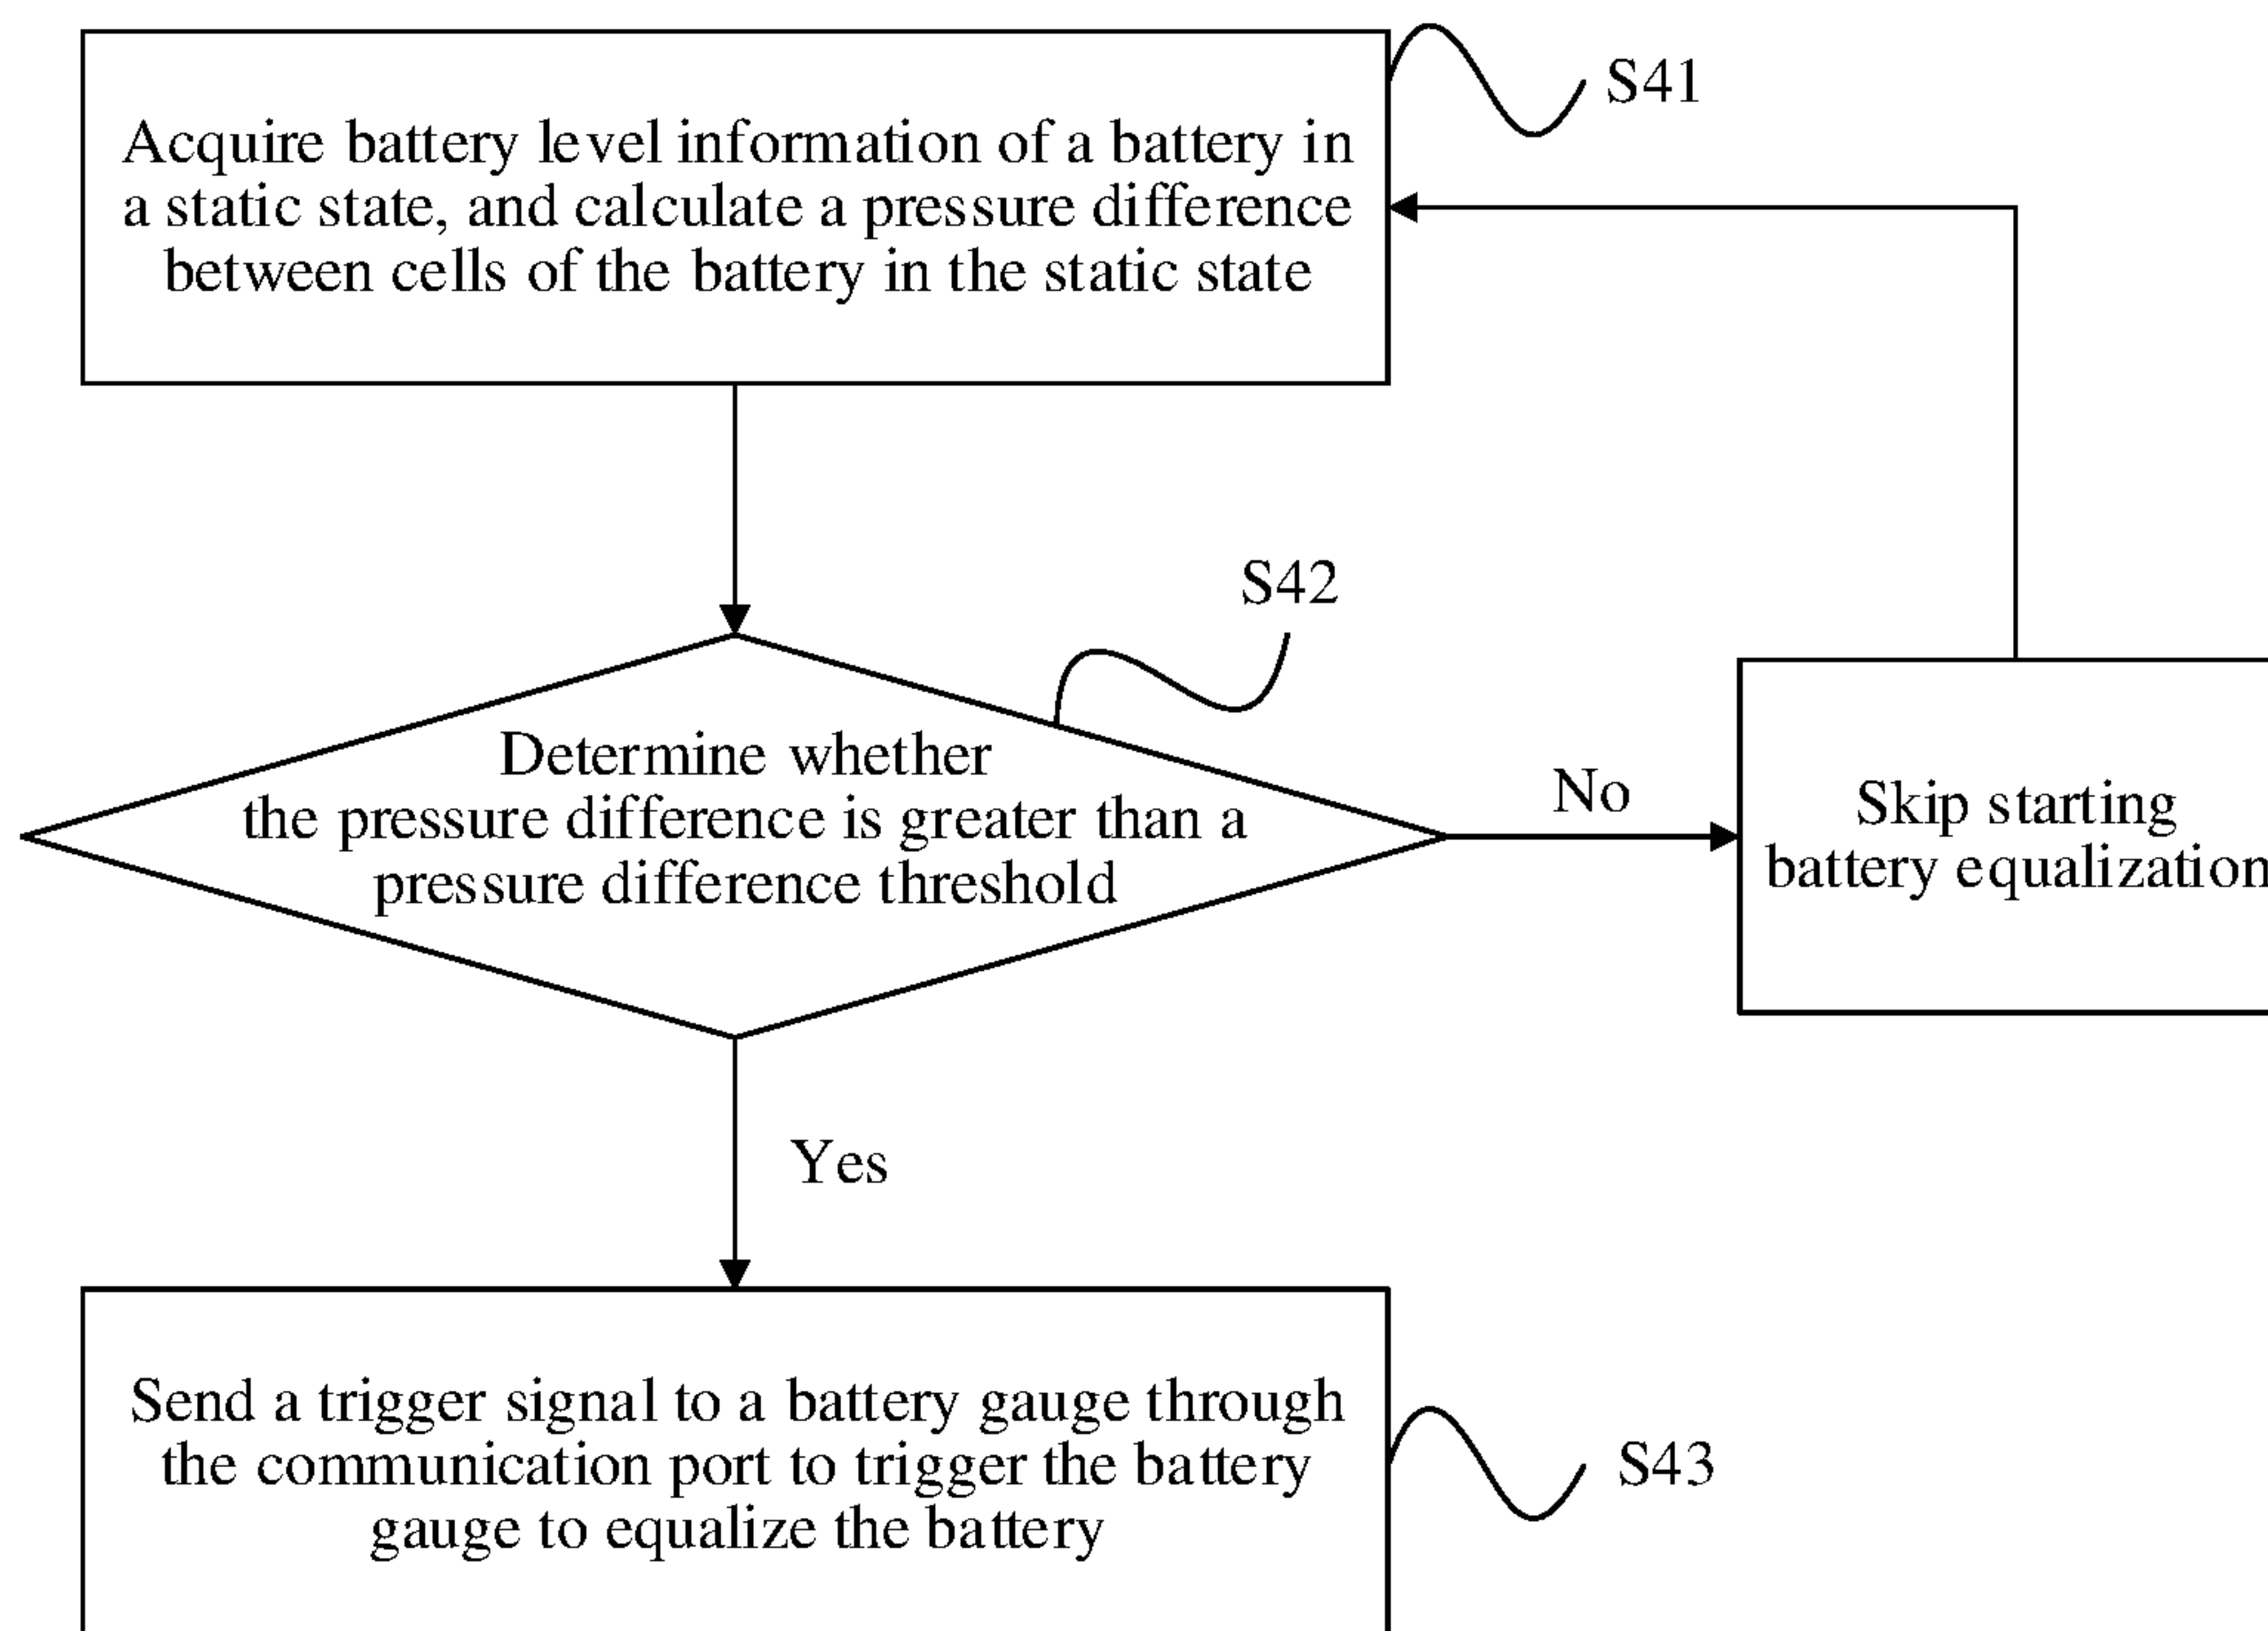 S41
Acquire battery level information of a battery in
a static state, and calculate a pressure difference
between cells of the battery in the static state
S42
Determine whether
the pressure difference is greater than a
pressure difference threshold
No
Skip starting
battery equalization
Yes
Send a trigger signal to a battery gauge through
the communication port to trigger the battery
gauge to equalize the battery
S43